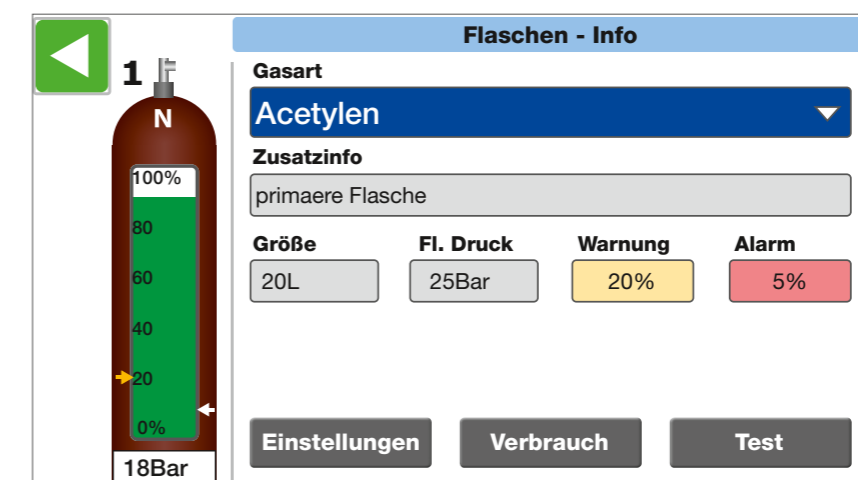 Flaschen - Info
1
N
100%
80
60
40
20
0%
18Bar
Gasart
Acetylen
Zusatzinfo
primaere Flasche
Größe Fl. Druck Warnung Alarm
20L 25Bar 20% 5%
Einstellungen Verbrauch Test